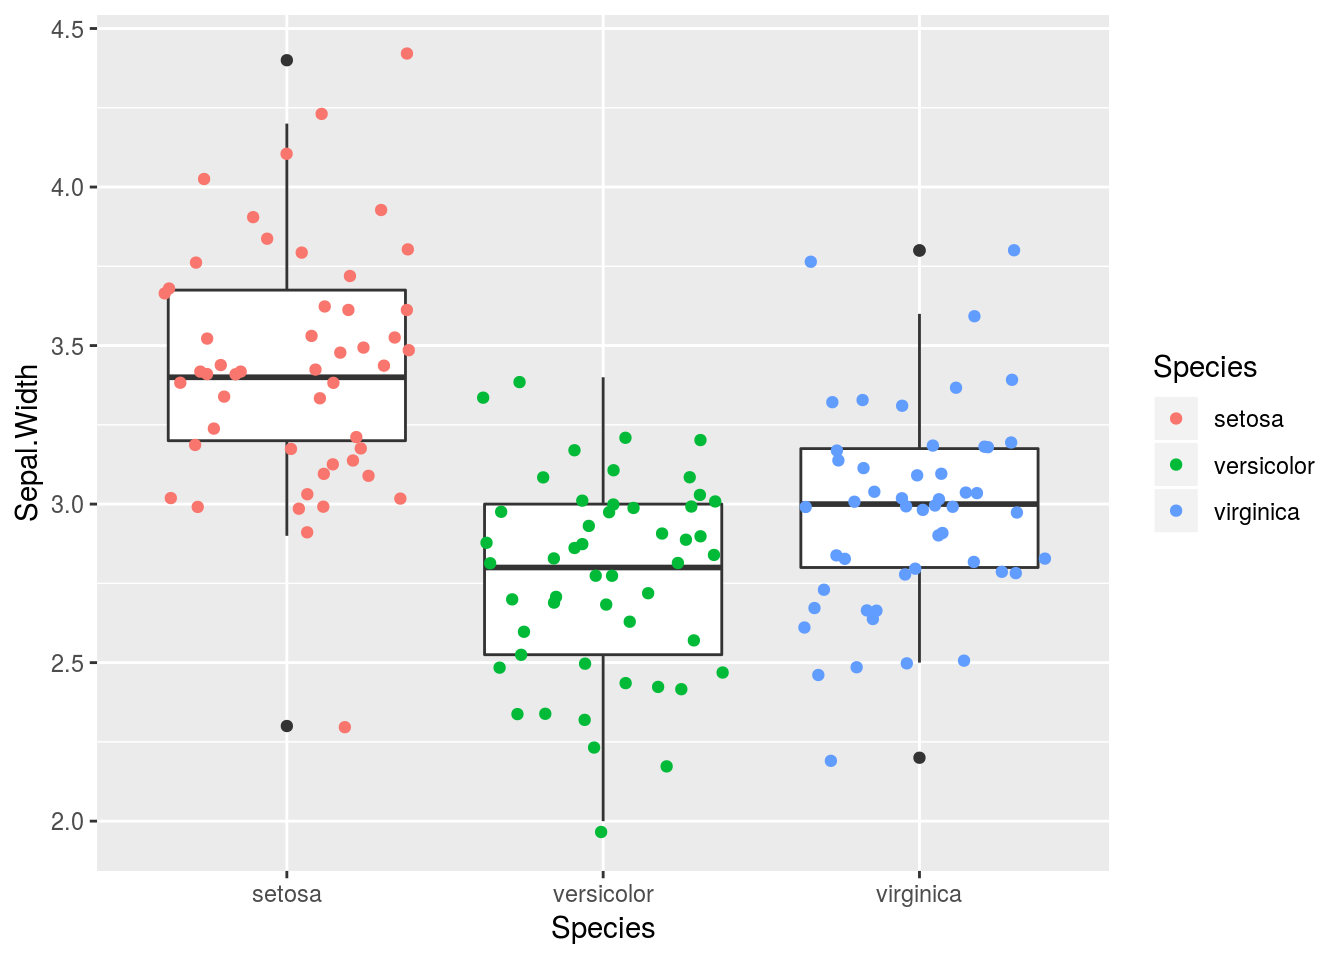 4.5
4.0
3.5
3.0
2.5
2.0
Sepal.Width
setosa versicolor virginica
Species
Species
setosa
versicolor
virginica